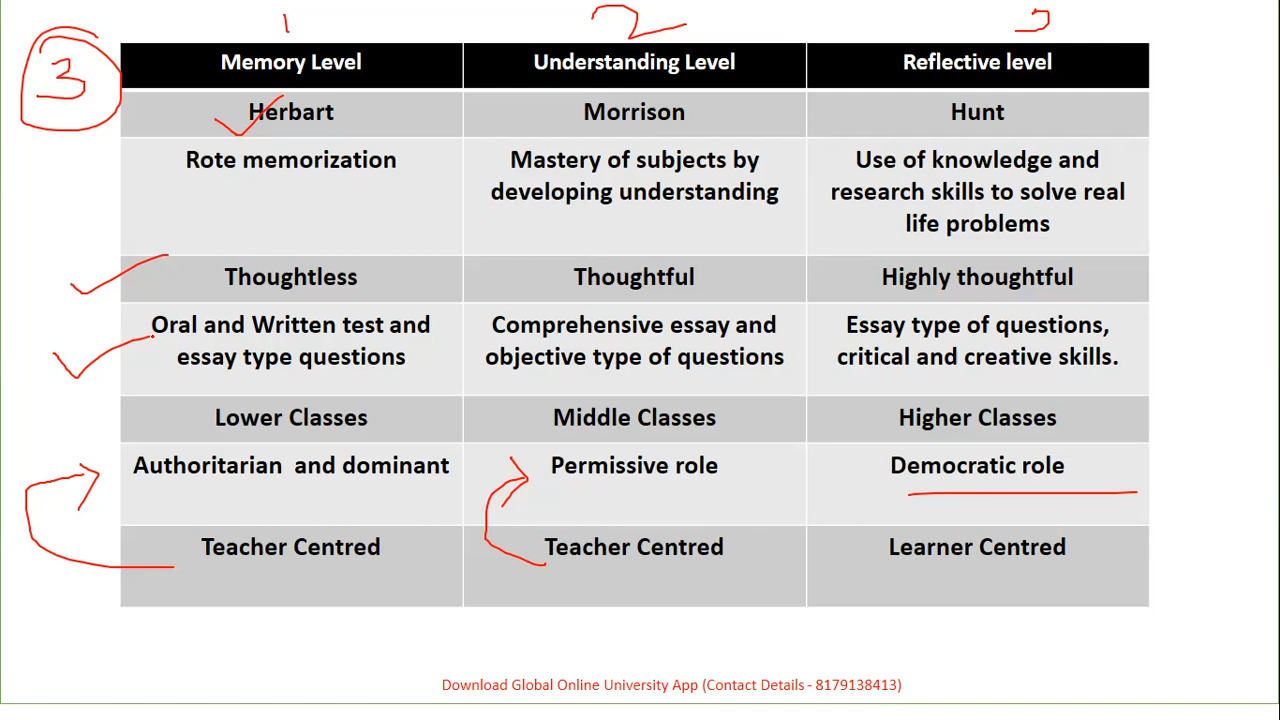 1 2 3
3
Memory Level Understanding Level Reflective level
Herbart Morrison Hunt
Rote memorization Mastery of subjects by Use of knowledge and
developing understanding research skills to solve real
life problems
Thoughtless Thoughtful Highly thoughtful
Oral and Written test and Comprehensive essay and Essay type of questions,
essay type questions objective type of questions critical and creative skills.
Lower Classes Middle Classes Higher Classes
Authoritarian and dominant Permissive role Democratic role
Teacher Centred Teacher Centred Learner Centred
Download Global Online University App (Contact Details - 8179138413)